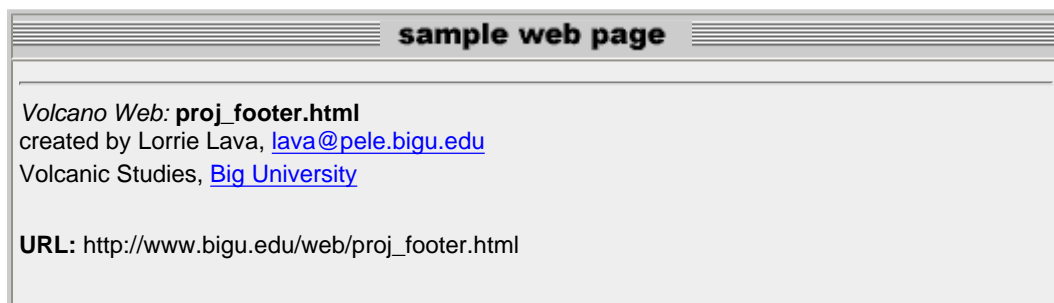 sample web page
Volcano Web: proj_footer.html
created by Lorrie Lava, lava@pele.bigu.edu
Volcanic Studies, Big University
URL: http://www.bigu.edu/web/proj_footer.html